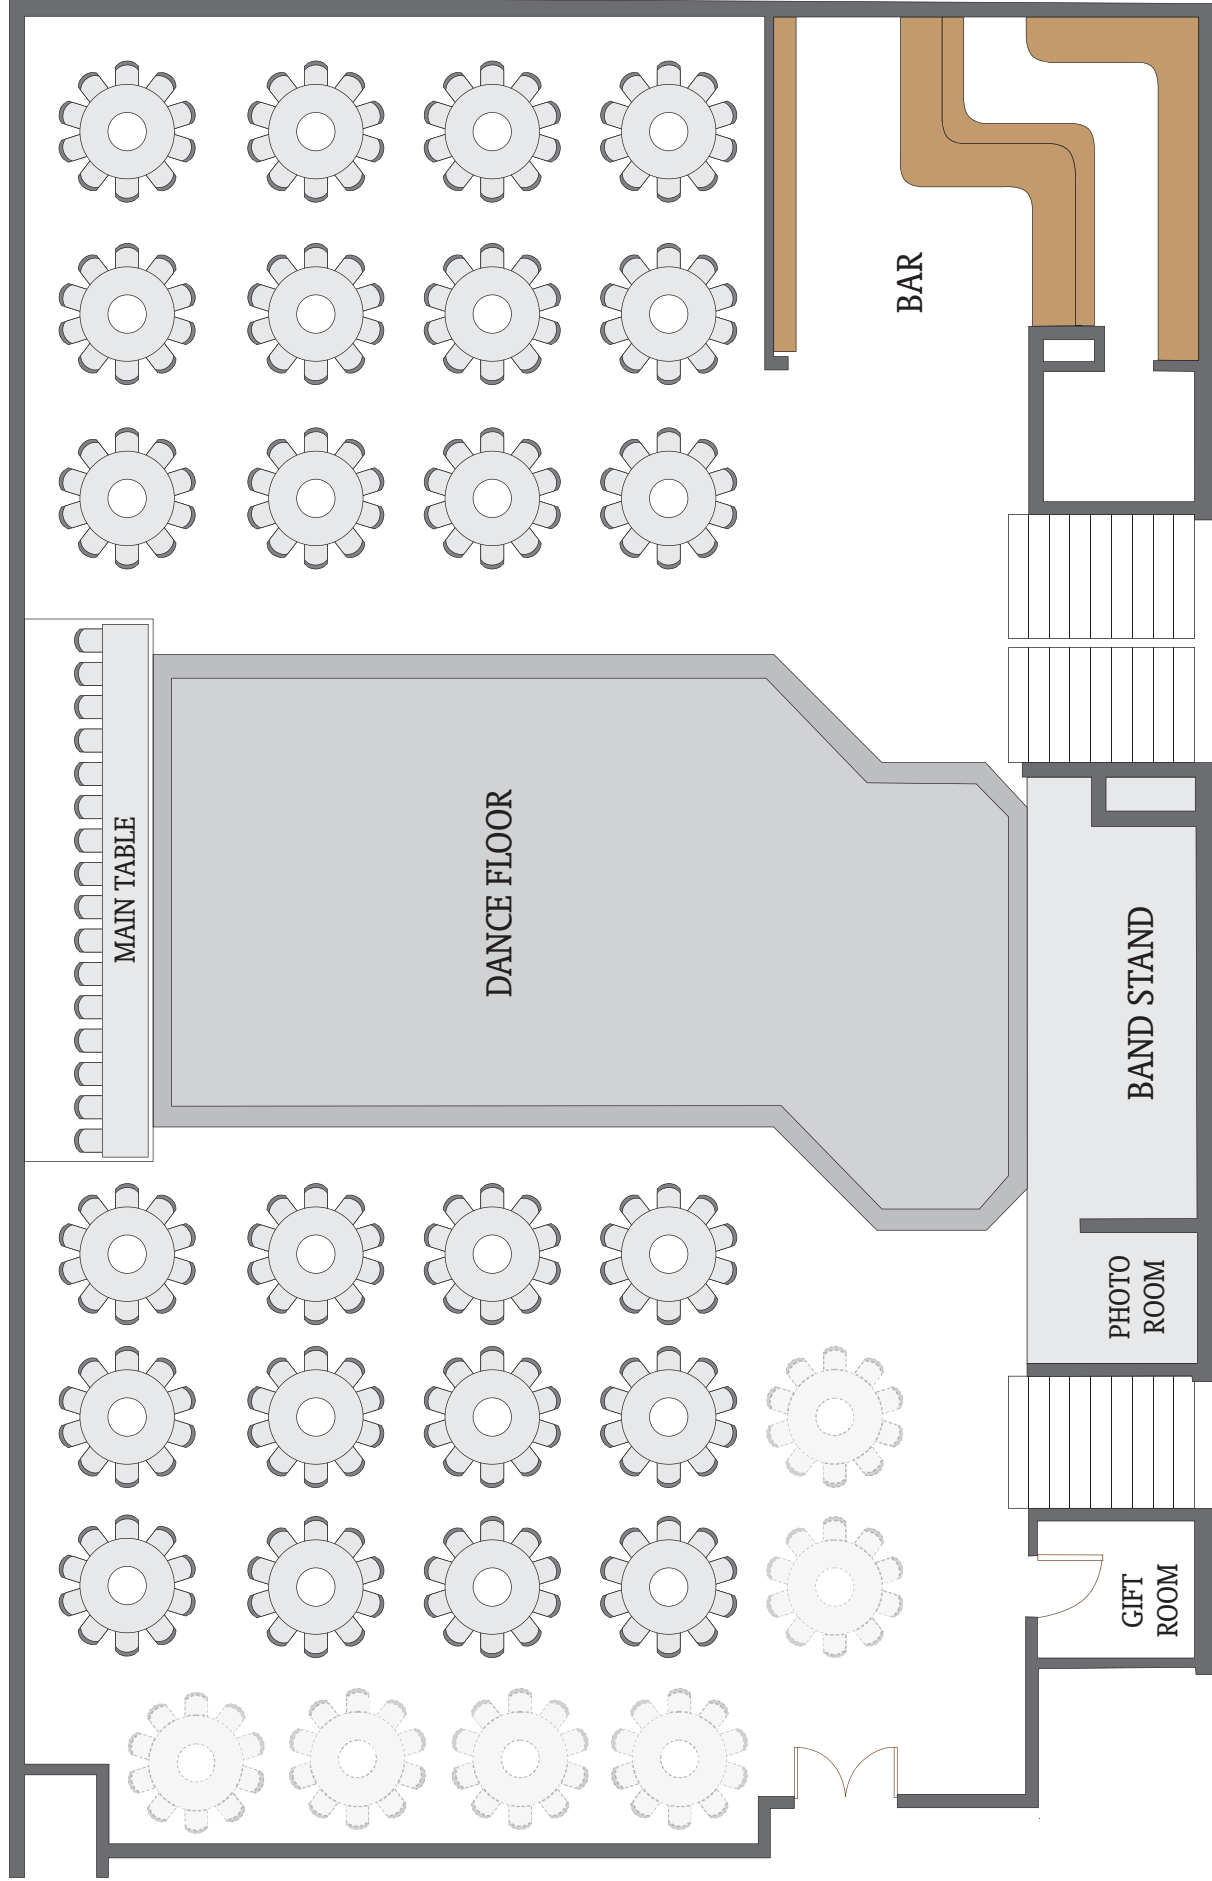 BAR
MAIN TABLE
DANCE FLOOR
BAND STAND
PHOTO
ROOM
GIFT
ROOM